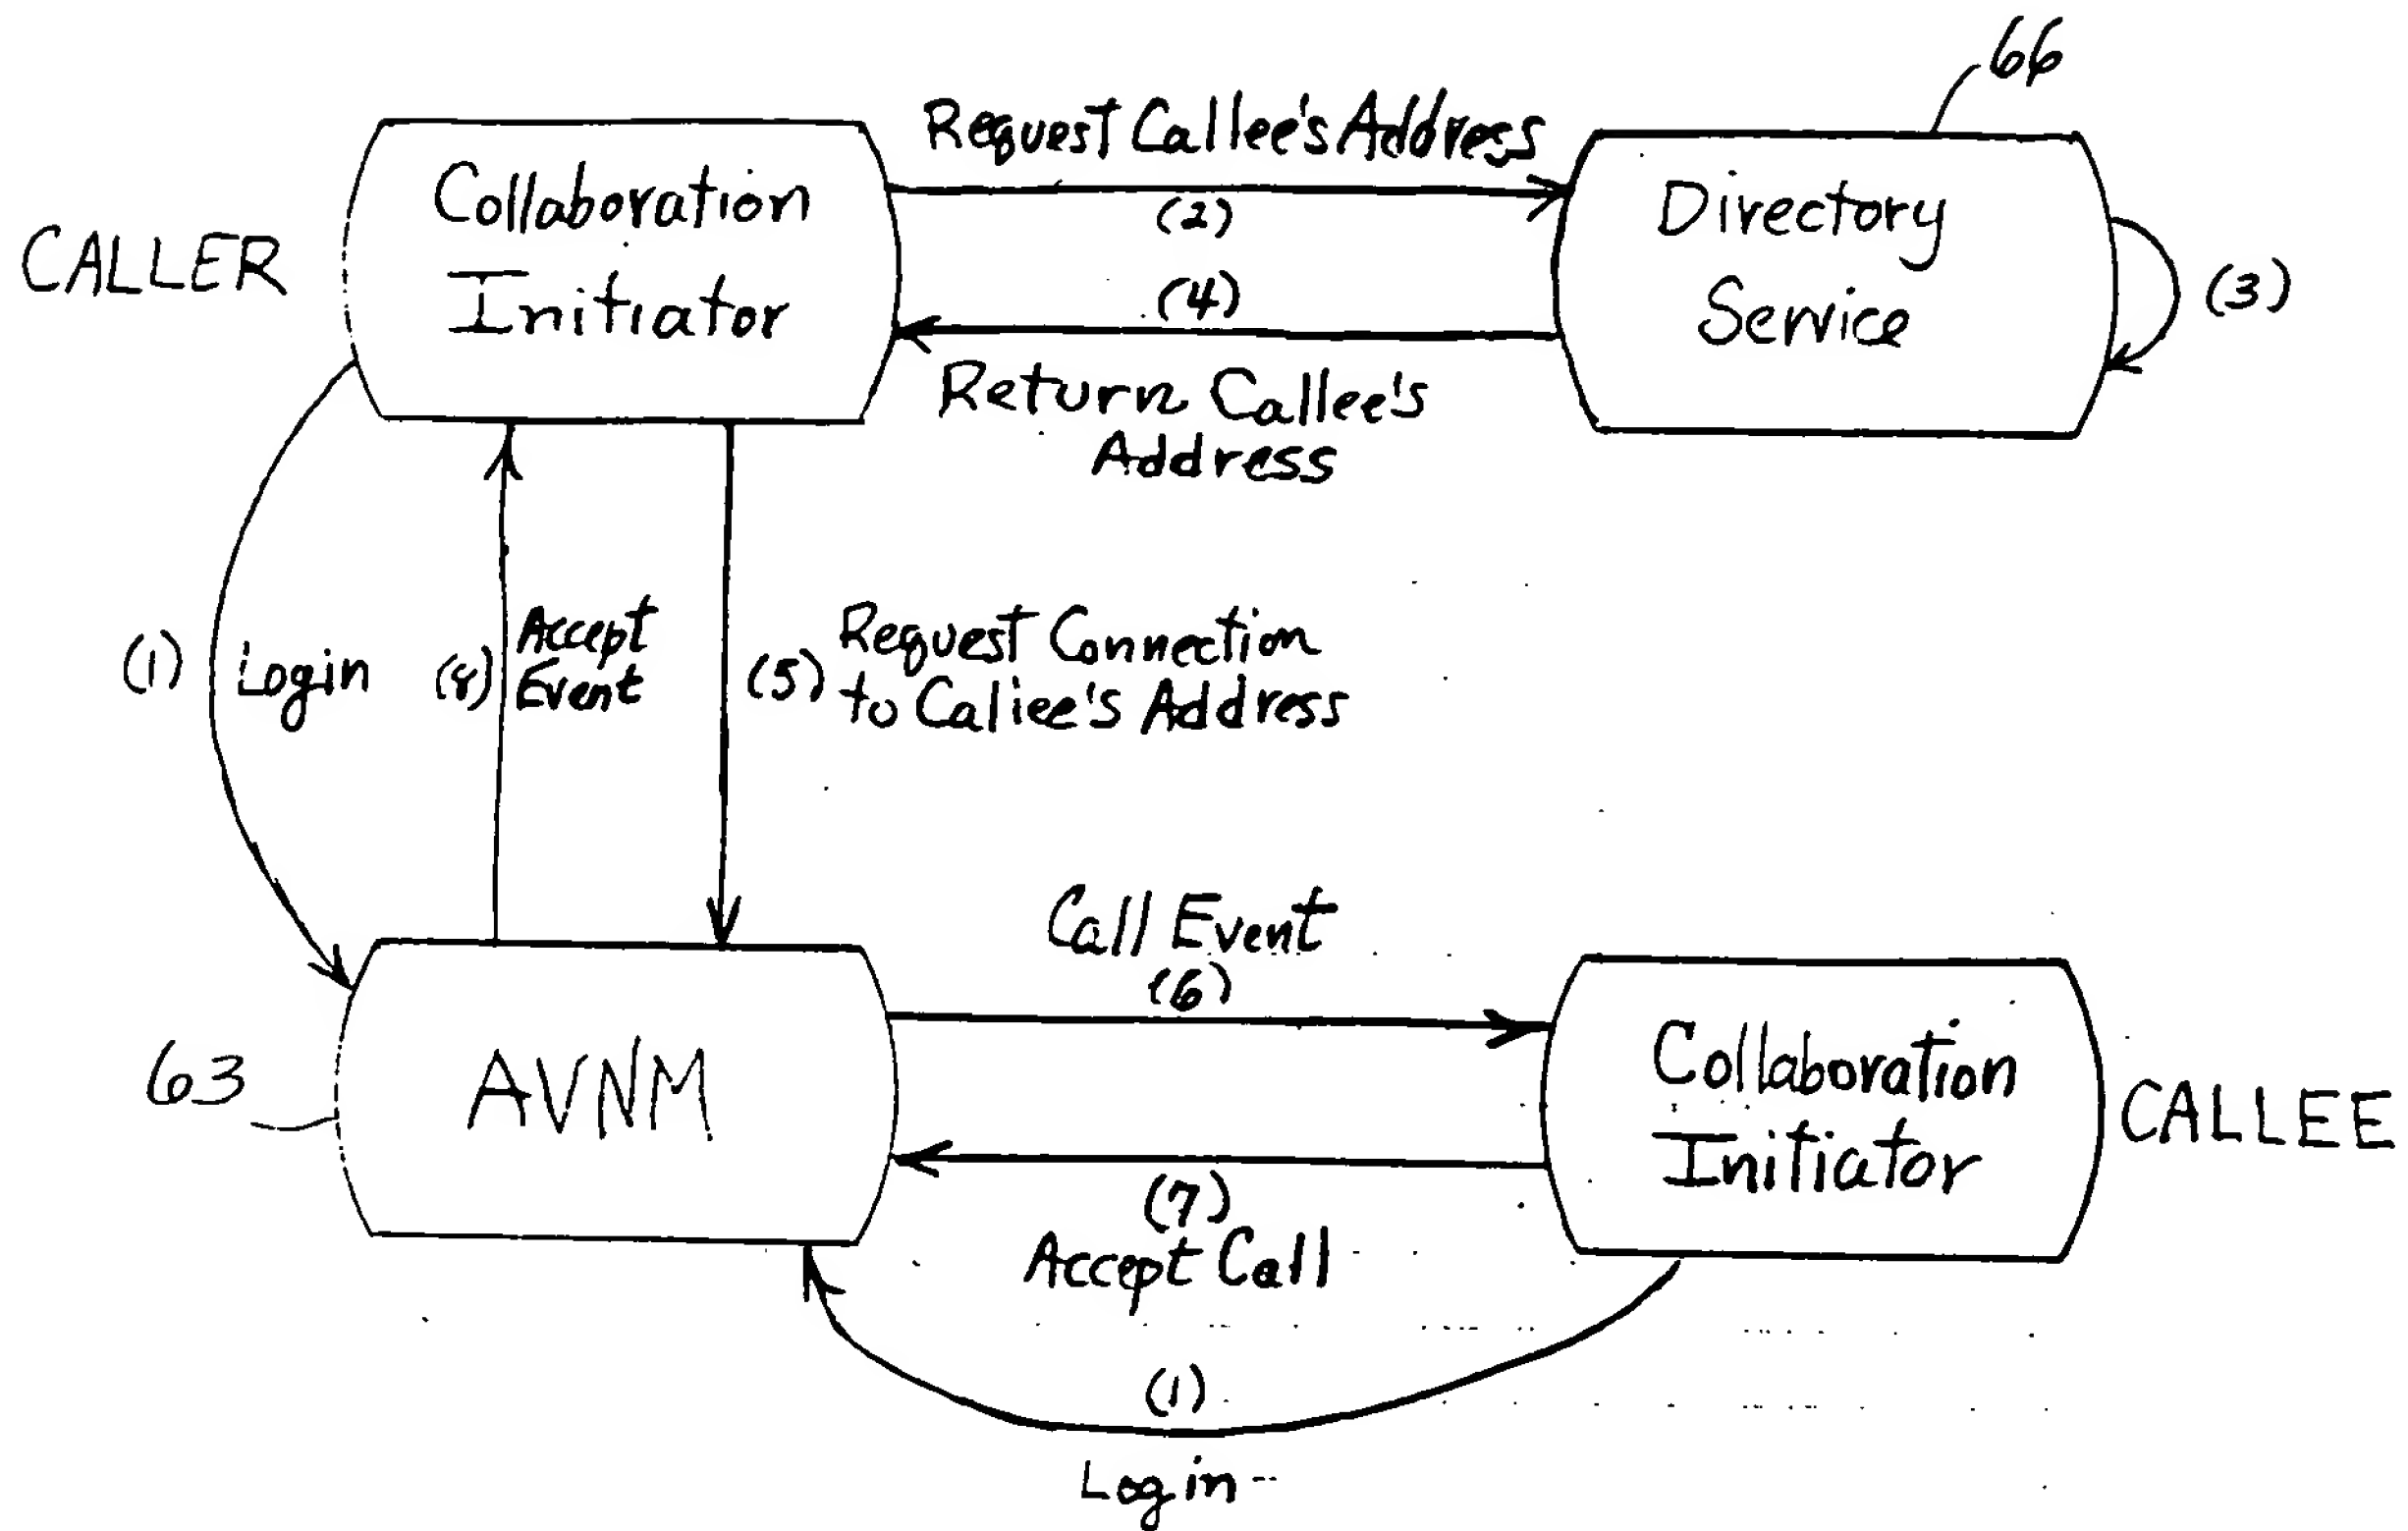 66
Request Callee's Address
(2)
CALLER
Collaboration
Initiator
Directory
Service
(3)
(4)
Return Callee's
Address
(1) Login
(8) Accept
Event
(5) Request Connection
to Callee's Address
Call Event
(6)
63
AVNM
Collaboration
Initiator
CALLEE
(7)
Accept Call
(1)
Login